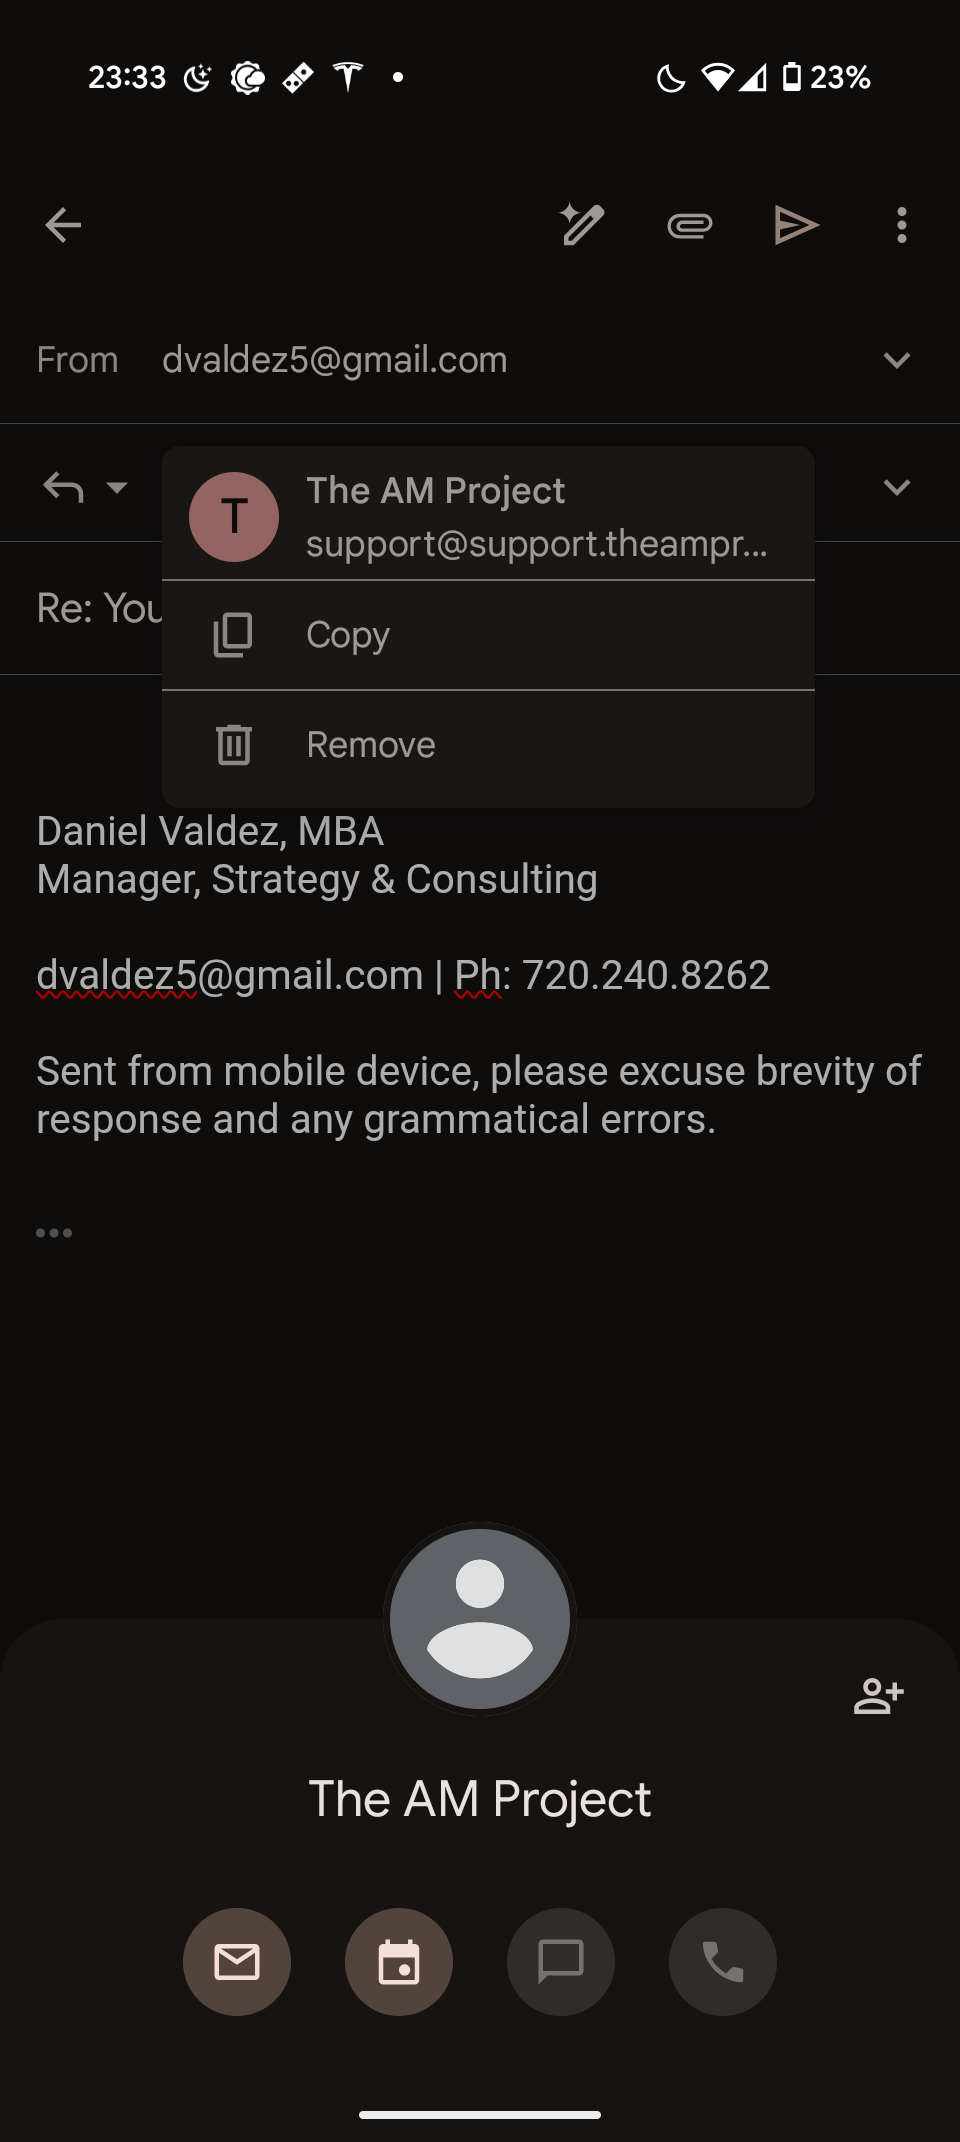 23:33
23%
From dvaldez5@gmail.com
T
The AM Project
support@support.theampr...
Re: You
Copy
Remove
Daniel Valdez, MBA
Manager, Strategy & Consulting
dvaldez5@gmail.com | Ph: 720.240.8262
Sent from mobile device, please excuse brevity of
response and any grammatical errors.
The AM Project